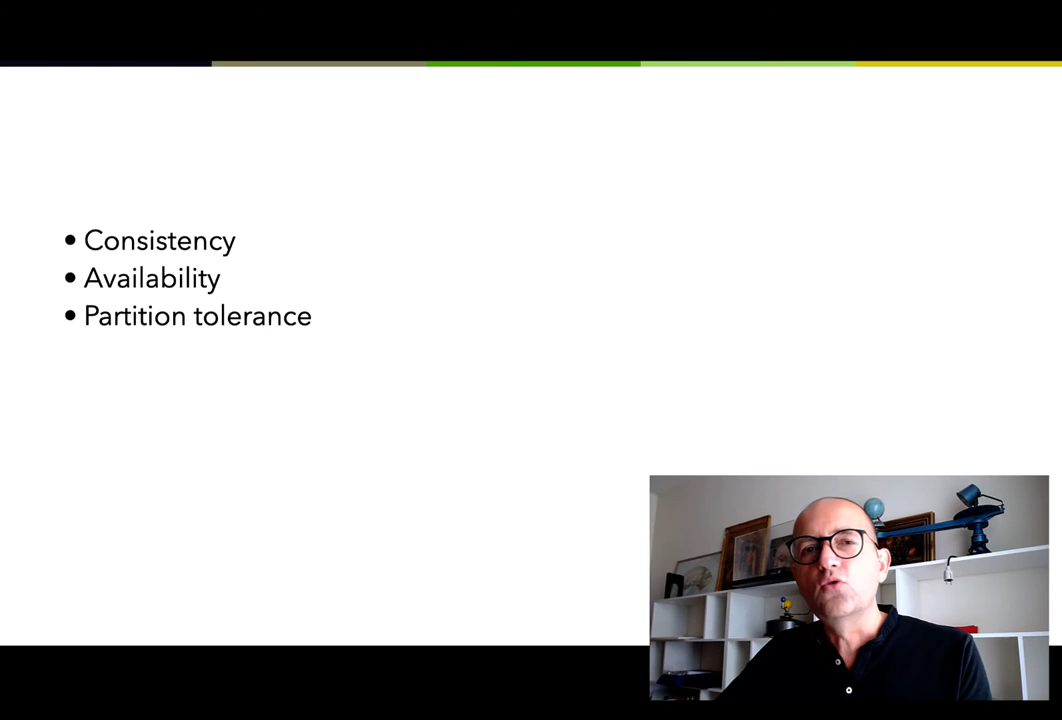 • Consistency
• Availability
• Partition tolerance